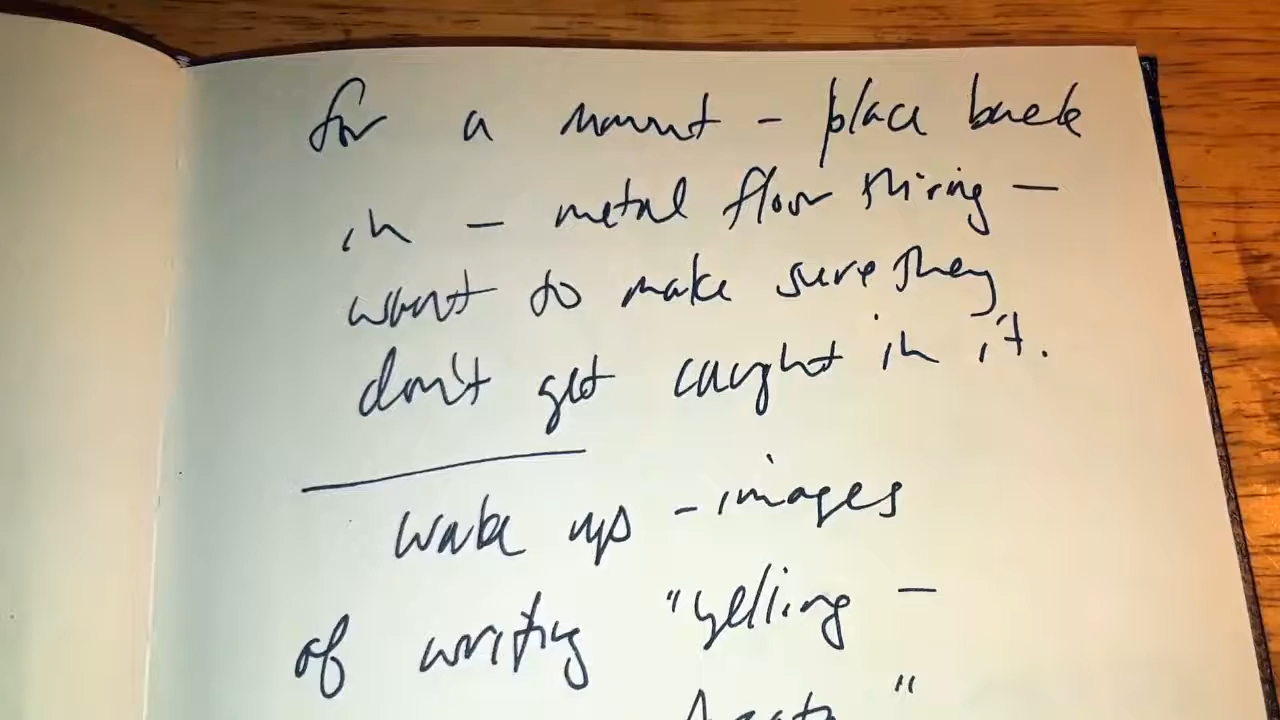 for a mount - place back
in - metal floor thing -
want to make sure they
don't get caught in it.
wake up - images
of writing "yelling -
"